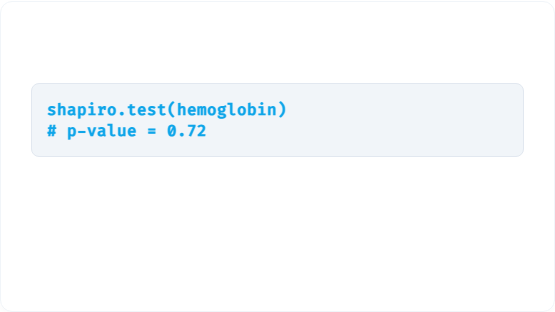 shapiro.test(hemoglobin)
# p-value = 0.72